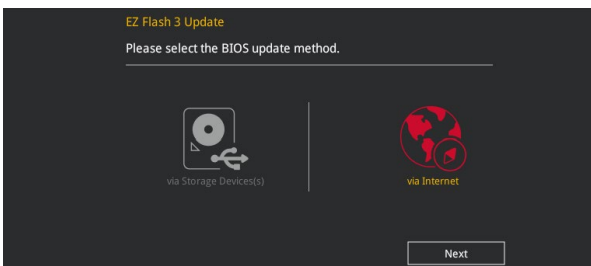 EZ Flash 3 Update
Please select the BIOS update method.
via Storage Devices(s)
via Internet
Next